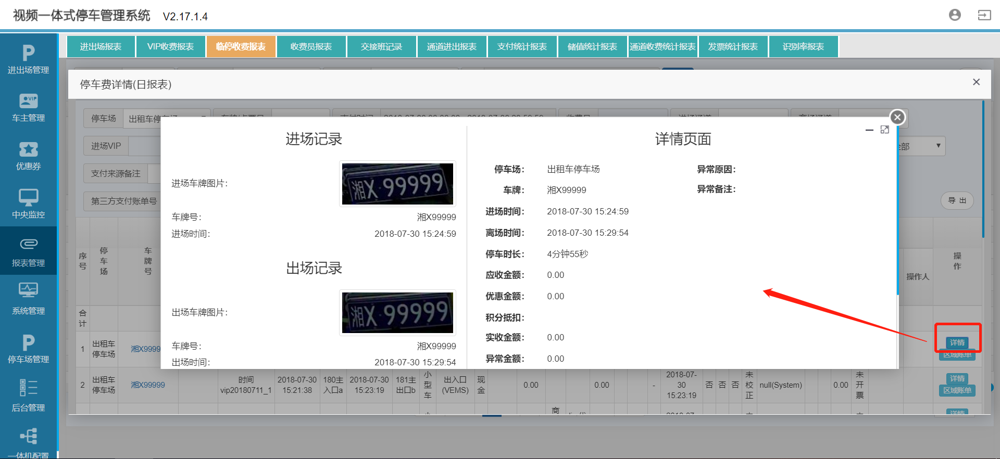 视频一体式停车管理系统 V2.17.1.4
进出场报表 VIP收费报表 临停收费报表 收费员报表 交接班记录 通道进出报表 支付统计报表 储值统计报表 通道收费统计报表 发票统计报表 识别率报表
进出场管理
车主管理
优惠券
中央监控
报表管理
系统管理
停车场管理
后台管理
一体机配置
停车费详情(日报表)
停车场
进场VIP
支付来源备注
第三方支付账单号
导 出
进场记录
进场车牌图片：
湘X·99999
车牌号： 湘X99999
进场时间： 2018-07-30 15:24:59
出场记录
出场车牌图片：
湘X·99999
车牌号： 湘X99999
出场时间： 2018-07-30 15:29:54
详情页面
停车场： 出租车停车场 异常原因：
车牌： 湘X99999 异常备注：
进场时间： 2018-07-30 15:24:59
离场时间： 2018-07-30 15:29:54
停车时长： 4分钟55秒
应收金额： 0.00
优惠金额： 0.00
积分抵扣：
实收金额： 0.00
异常金额： 0.00
序号 停车场 车牌号 操作人 操作
合计
1 出租车停车场 湘X9999 详情 区域账单
2 出租车停车场 湘X99999 时间vip20180711_1 2018-07-30 15:21:38 180主入口a 2018-07-30 15:23:19 181主出口b 小型车 出入口(VEMS) 现金 0.00 0.00 - 2018-07-30 15:23:19 否 否 否 未校正 null(System) 0.00 未开票 详情 区域账单
商
详情